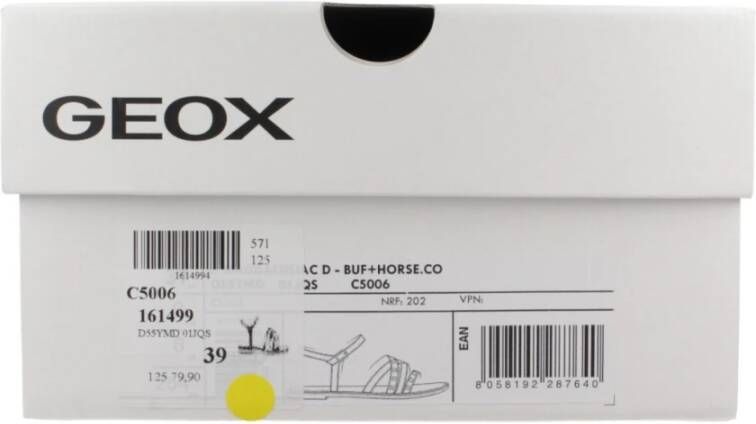 GEOX
571
125
1614994
C5006
161499
D55YMD 01JQS
39
125 79,90
AC D - BUF+HORSE.CO
QS C5006
NRF: 202 VPN:
EAN
8 058192 287640